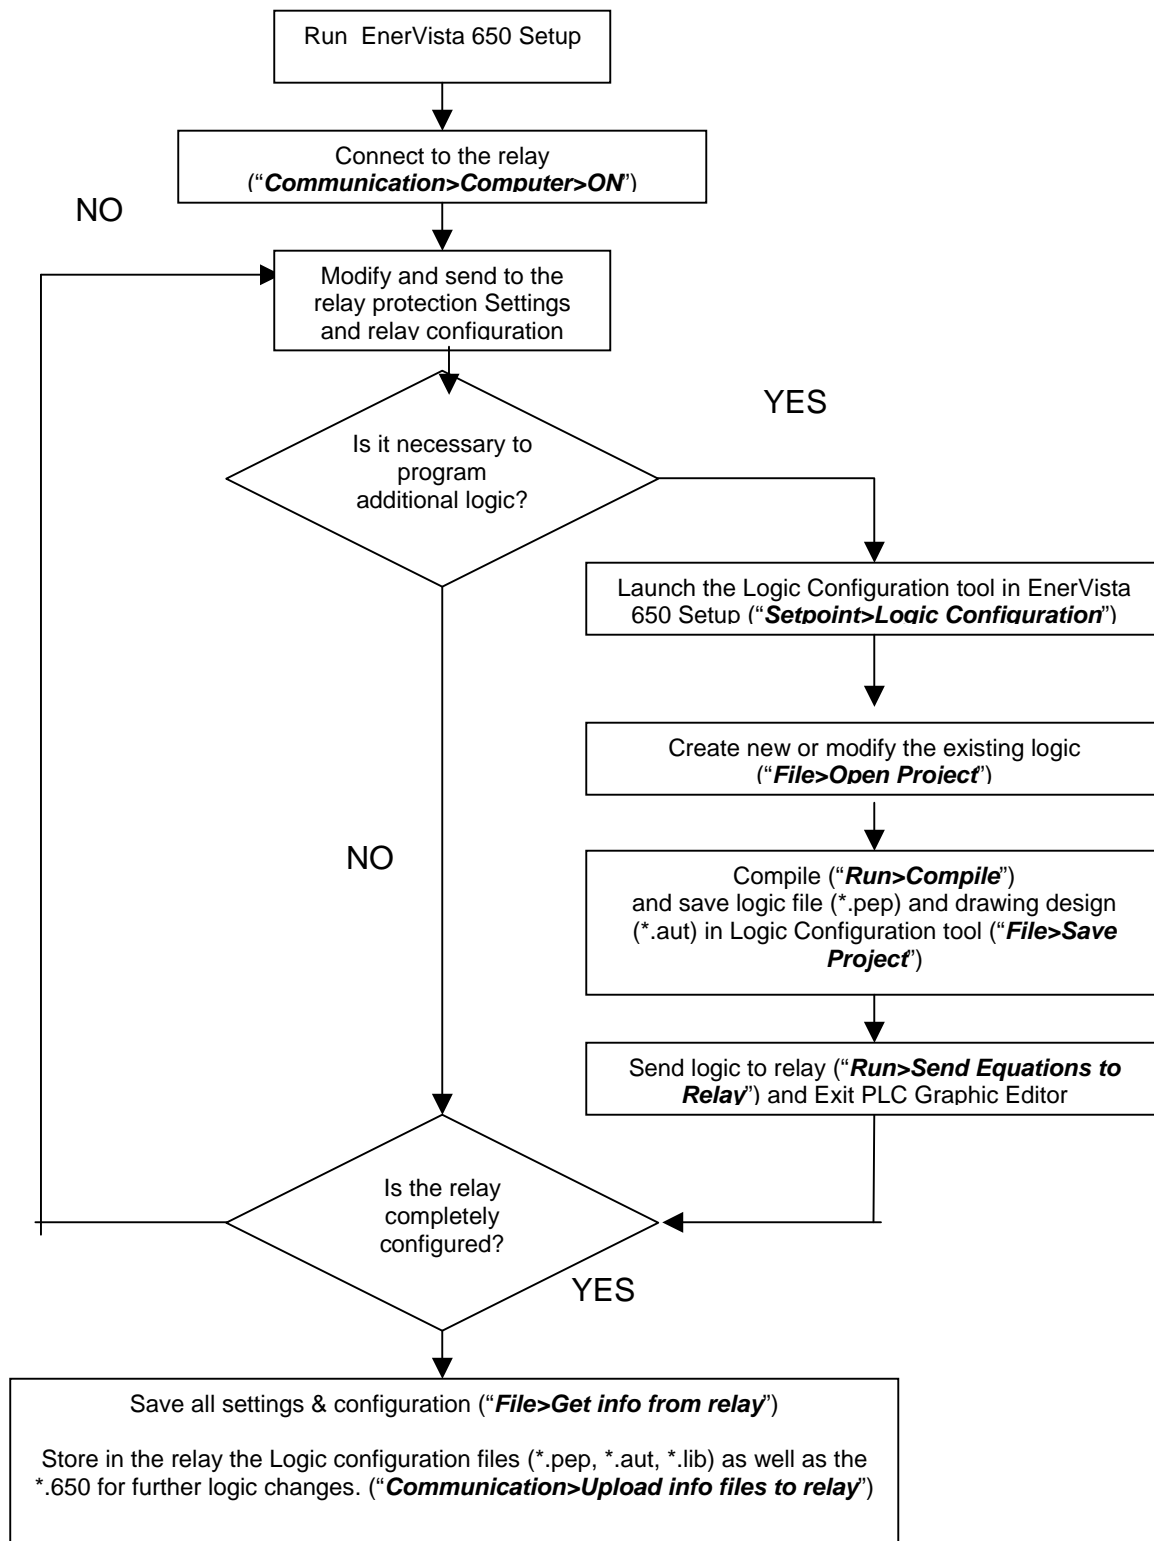 Run EnerVista 650 Setup
Connect to the relay
(“Communication>Computer>ON”)
NO
Modify and send to the
relay protection Settings
and relay configuration
YES
Is it necessary to
program
additional logic?
Launch the Logic Configuration tool in EnerVista
650 Setup (“Setpoint>Logic Configuration”)
Create new or modify the existing logic
(“File>Open Project”)
NO
Compile (“Run>Compile”)
and save logic file (*.pep) and drawing design
(*.aut) in Logic Configuration tool (“File>Save
Project”)
Send logic to relay (“Run>Send Equations to
Relay”) and Exit PLC Graphic Editor
Is the relay
completely
configured?
YES
Save all settings & configuration (“File>Get info from relay”)
Store in the relay the Logic configuration files (*.pep, *.aut, *.lib) as well as the
*.650 for further logic changes. (“Communication>Upload info files to relay”)